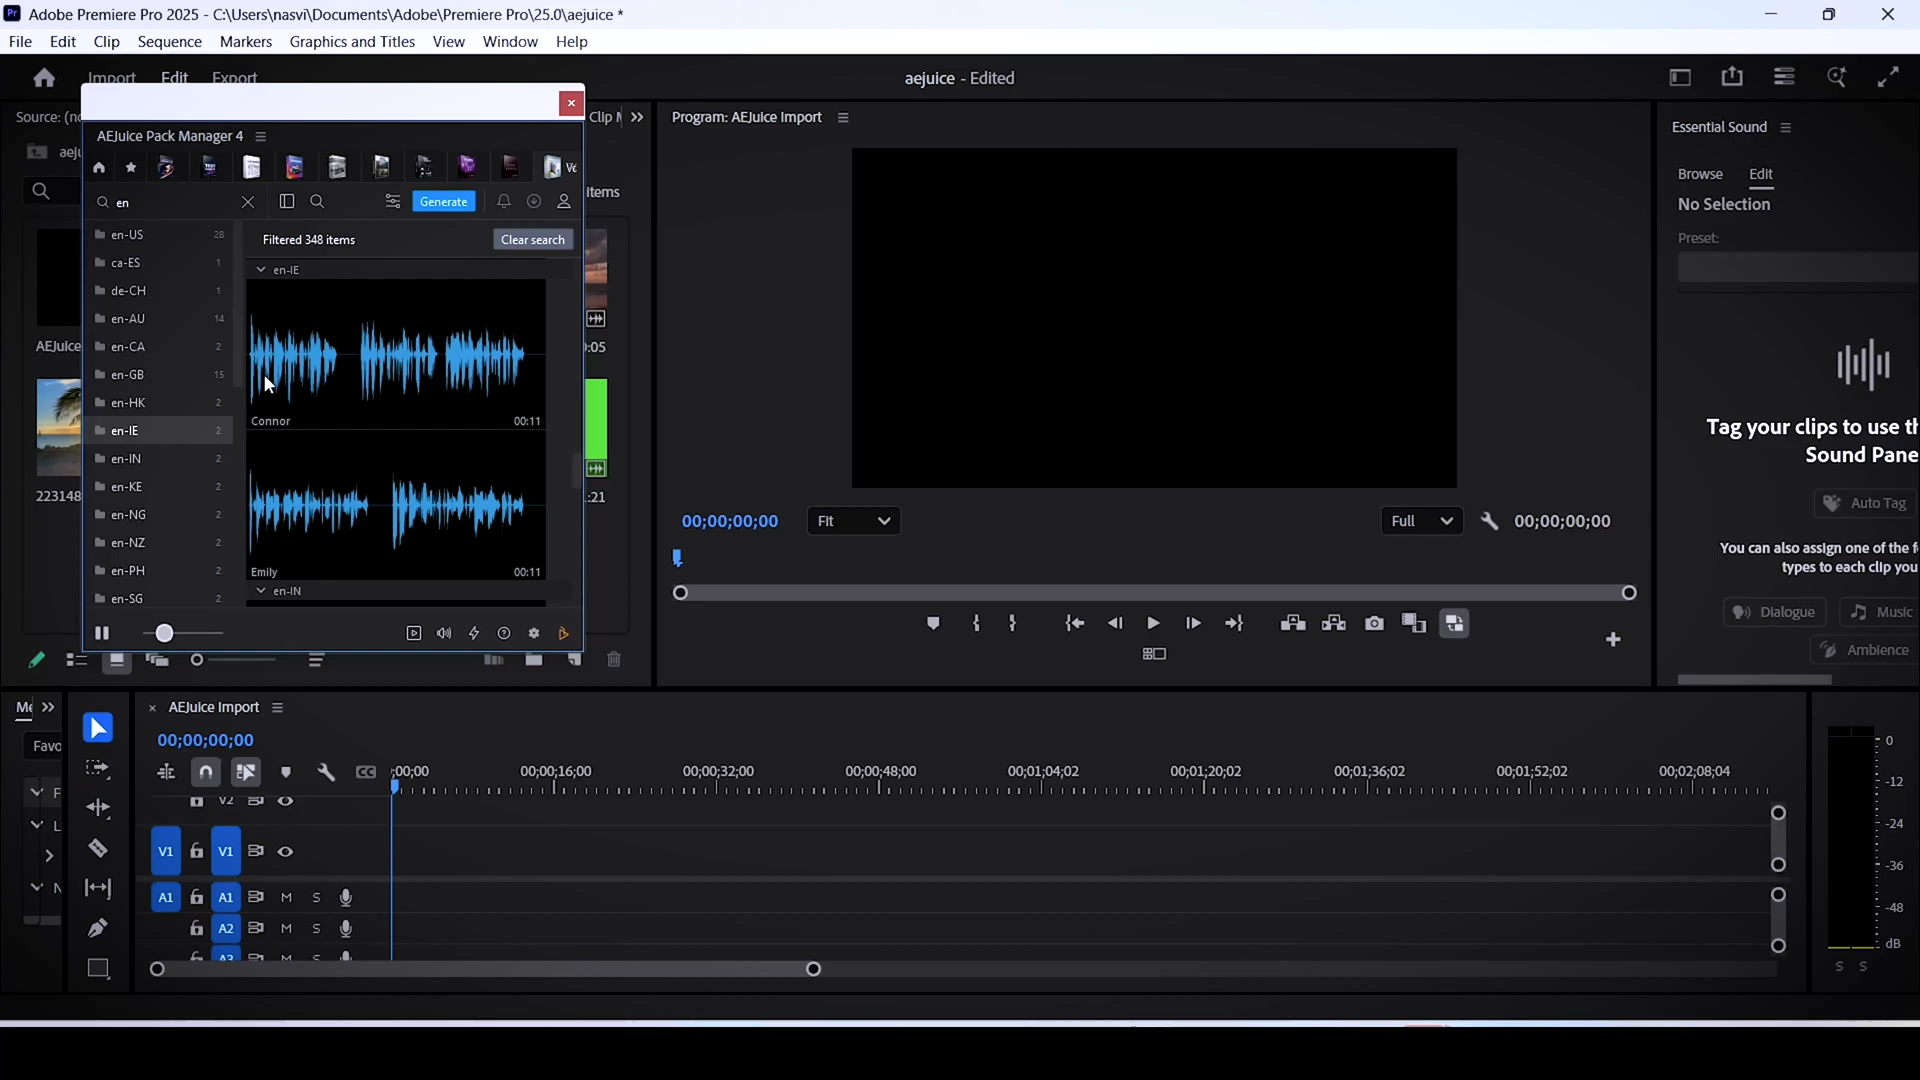 Adobe Premiere Pro 2025 - C:\Users\nasvi\Documents\Adobe\Premiere Pro\25.0\aejuice *
File Edit Clip Sequence Markers Graphics and Titles View Window Help
Import Edit Export
aejuice - Edited
Source: (no
Clip M
Program: AEJuice Import
Essential Sound
AEJuice Pack Manager 4
aeju
Items
Browse Edit
No Selection
Preset:
en
Generate
Filtered 348 items
Clear search
en-US 28
ca-ES 1
de-CH 1
en-AU 14
en-CA 2
en-GB 15
en-HK 2
en-IE 2
en-IN 2
en-KE 2
en-NG 2
en-NZ 2
en-PH 2
en-SG 2
en-IE
Connor 00:11
Emily 00:11
en-IN
AEJuice
:05
223148
:21
Tag your clips to use th
Sound Pane
Auto Tag
You can also assign one of the f
types to each clip you
Dialogue
Music
Ambience
00;00;00;00
Fit
Full
00;00;00;00
Me
Favo
F
L
N
AEJuice Import
00;00;00;00
;00;00 00;00;16;00 00;00;32;00 00;00;48;00 00;01;04;02 00;01;20;02 00;01;36;02 00;01;52;02 00;02;08;04
V2
V1 V1
A1 A1 M S
A2 M S
A3 M S
0
-12
-24
-36
-48
dB
S S